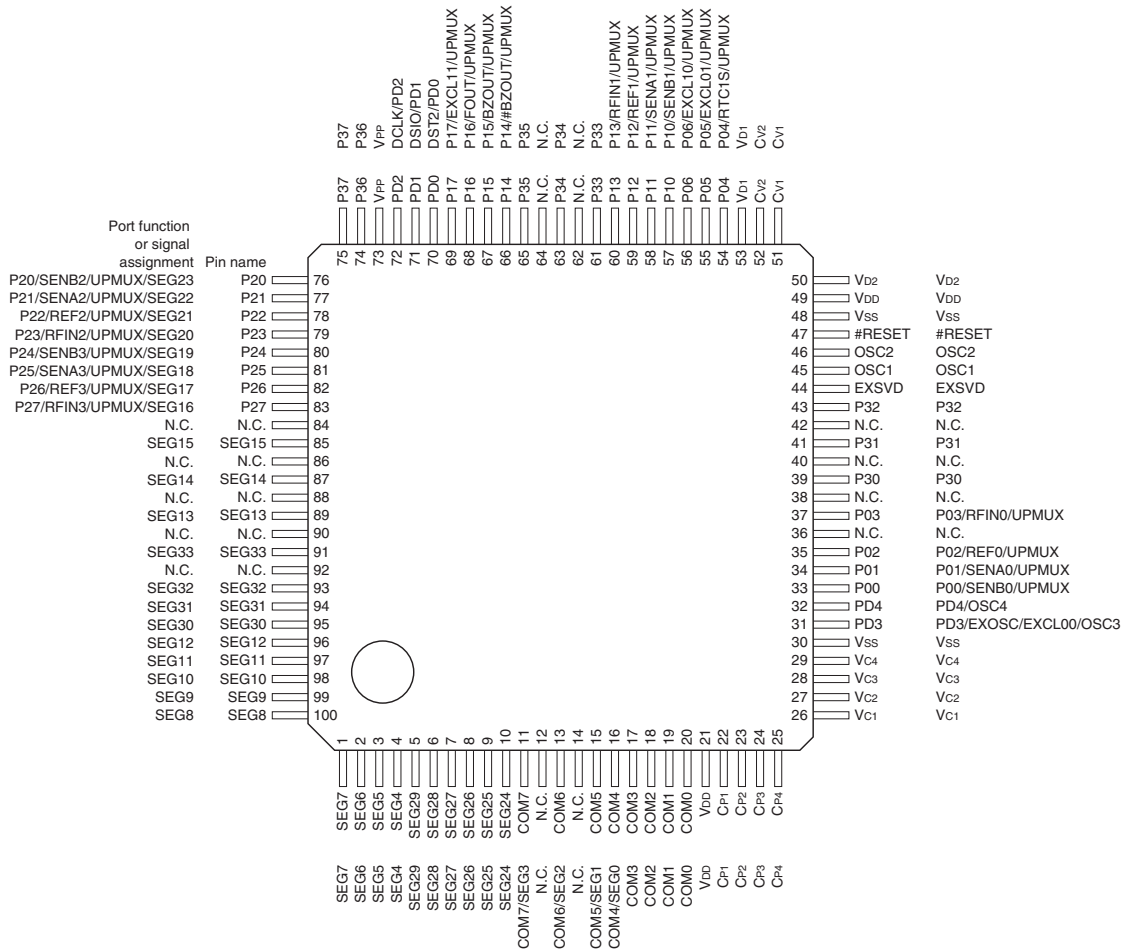 P37
P36
VPP
DCLK/PD2
DSIO/PD1
DST2/PD0
P17/EXCL11/UPMUX
P16/FOUT/UPMUX
P15/BZOUT/UPMUX
P14/#BZOUT/UPMUX
P35
N.C.
P34
N.C.
P33
P13/RFIN1/UPMUX
P12/REF1/UPMUX
P11/SENA1/UPMUX
P10/SENB1/UPMUX
P06/EXCL10/UPMUX
P05/EXCL01/UPMUX
P04/RTC1S/UPMUX
VD1
CV2
CV1
P37
P36
VPP
PD2
PD1
PD0
P17
P16
P15
P14
P35
N.C.
P34
N.C.
P33
P13
P12
P11
P10
P06
P05
P04
VD1
CV2
CV1
75
74
73
72
71
70
69
68
67
66
65
64
63
62
61
60
59
58
57
56
55
54
53
52
51
Port function
or signal
assignment Pin name
P20/SENB2/UPMUX/SEG23 P20 76
P21/SENA2/UPMUX/SEG22 P21 77
P22/REF2/UPMUX/SEG21 P22 78
P23/RFIN2/UPMUX/SEG20 P23 79
P24/SENB3/UPMUX/SEG19 P24 80
P25/SENA3/UPMUX/SEG18 P25 81
P26/REF3/UPMUX/SEG17 P26 82
P27/RFIN3/UPMUX/SEG16 P27 83
N.C. N.C. 84
SEG15 SEG15 85
N.C. N.C. 86
SEG14 SEG14 87
N.C. N.C. 88
SEG13 SEG13 89
N.C. N.C. 90
SEG33 SEG33 91
N.C. N.C. 92
SEG32 SEG32 93
SEG31 SEG31 94
SEG30 SEG30 95
SEG12 SEG12 96
SEG11 SEG11 97
SEG10 SEG10 98
SEG9 SEG9 99
SEG8 SEG8 100
50 VD2 VD2
49 VDD VDD
48 VSS VSS
47 #RESET #RESET
46 OSC2 OSC2
45 OSC1 OSC1
44 EXSVD EXSVD
43 P32 P32
42 N.C. N.C.
41 P31 P31
40 N.C. N.C.
39 P30 P30
38 N.C. N.C.
37 P03 P03/RFIN0/UPMUX
36 N.C. N.C.
35 P02 P02/REF0/UPMUX
34 P01 P01/SENA0/UPMUX
33 P00 P00/SENB0/UPMUX
32 PD4 PD4/OSC4
31 PD3 PD3/EXOSC/EXCL00/OSC3
30 VSS VSS
29 VC4 VC4
28 VC3 VC3
27 VC2 VC2
26 VC1 VC1
1
2
3
4
5
6
7
8
9
10
11
12
13
14
15
16
17
18
19
20
21
22
23
24
25
SEG7
SEG6
SEG5
SEG4
SEG29
SEG28
SEG27
SEG26
SEG25
SEG24
COM7
N.C.
COM6
N.C.
COM5
COM4
COM3
COM2
COM1
COM0
VDD
CP1
CP2
CP3
CP4
SEG7
SEG6
SEG5
SEG4
SEG29
SEG28
SEG27
SEG26
SEG25
SEG24
COM7/SEG3
N.C.
COM6/SEG2
N.C.
COM5/SEG1
COM4/SEG0
COM3
COM2
COM1
COM0
VDD
CP1
CP2
CP3
CP4